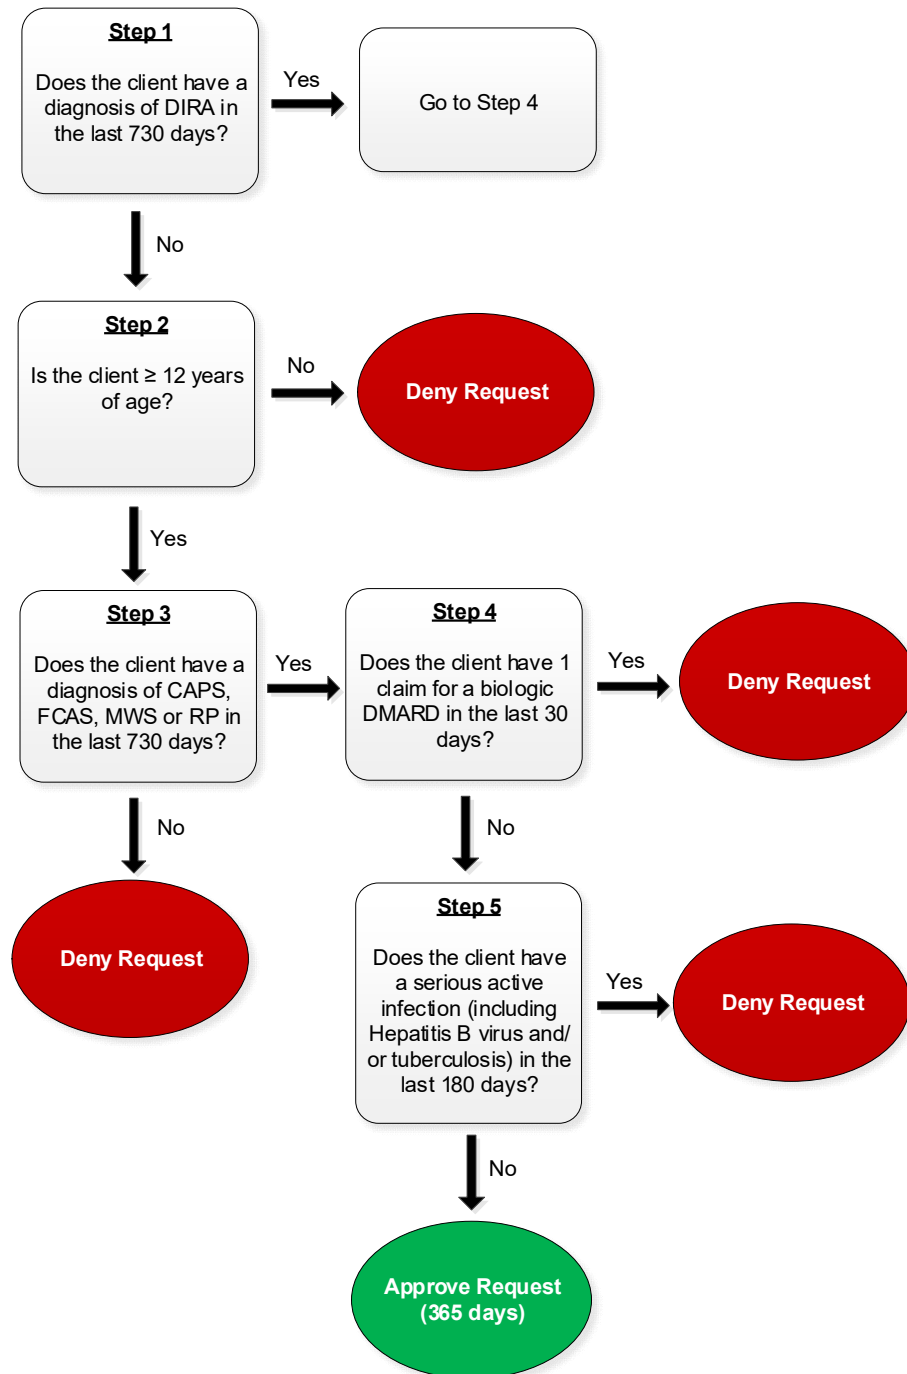 Step 1
Does the client have a
diagnosis of DIRA in
the last 730 days?
Yes
Go to Step 4
No
Step 2
Is the client ≥ 12 years
of age?
No
Deny Request
Yes
Step 3
Does the client have a
diagnosis of CAPS,
FCAS, MWS or RP in
the last 730 days?
Yes
Step 4
Does the client have 1
claim for a biologic
DMARD in the last 30
days?
Yes
Deny Request
No
Deny Request
No
Step 5
Does the client have
a serious active
infection (including
Hepatitis B virus and/
or tuberculosis) in the
last 180 days?
Yes
Deny Request
No
Approve Request
(365 days)